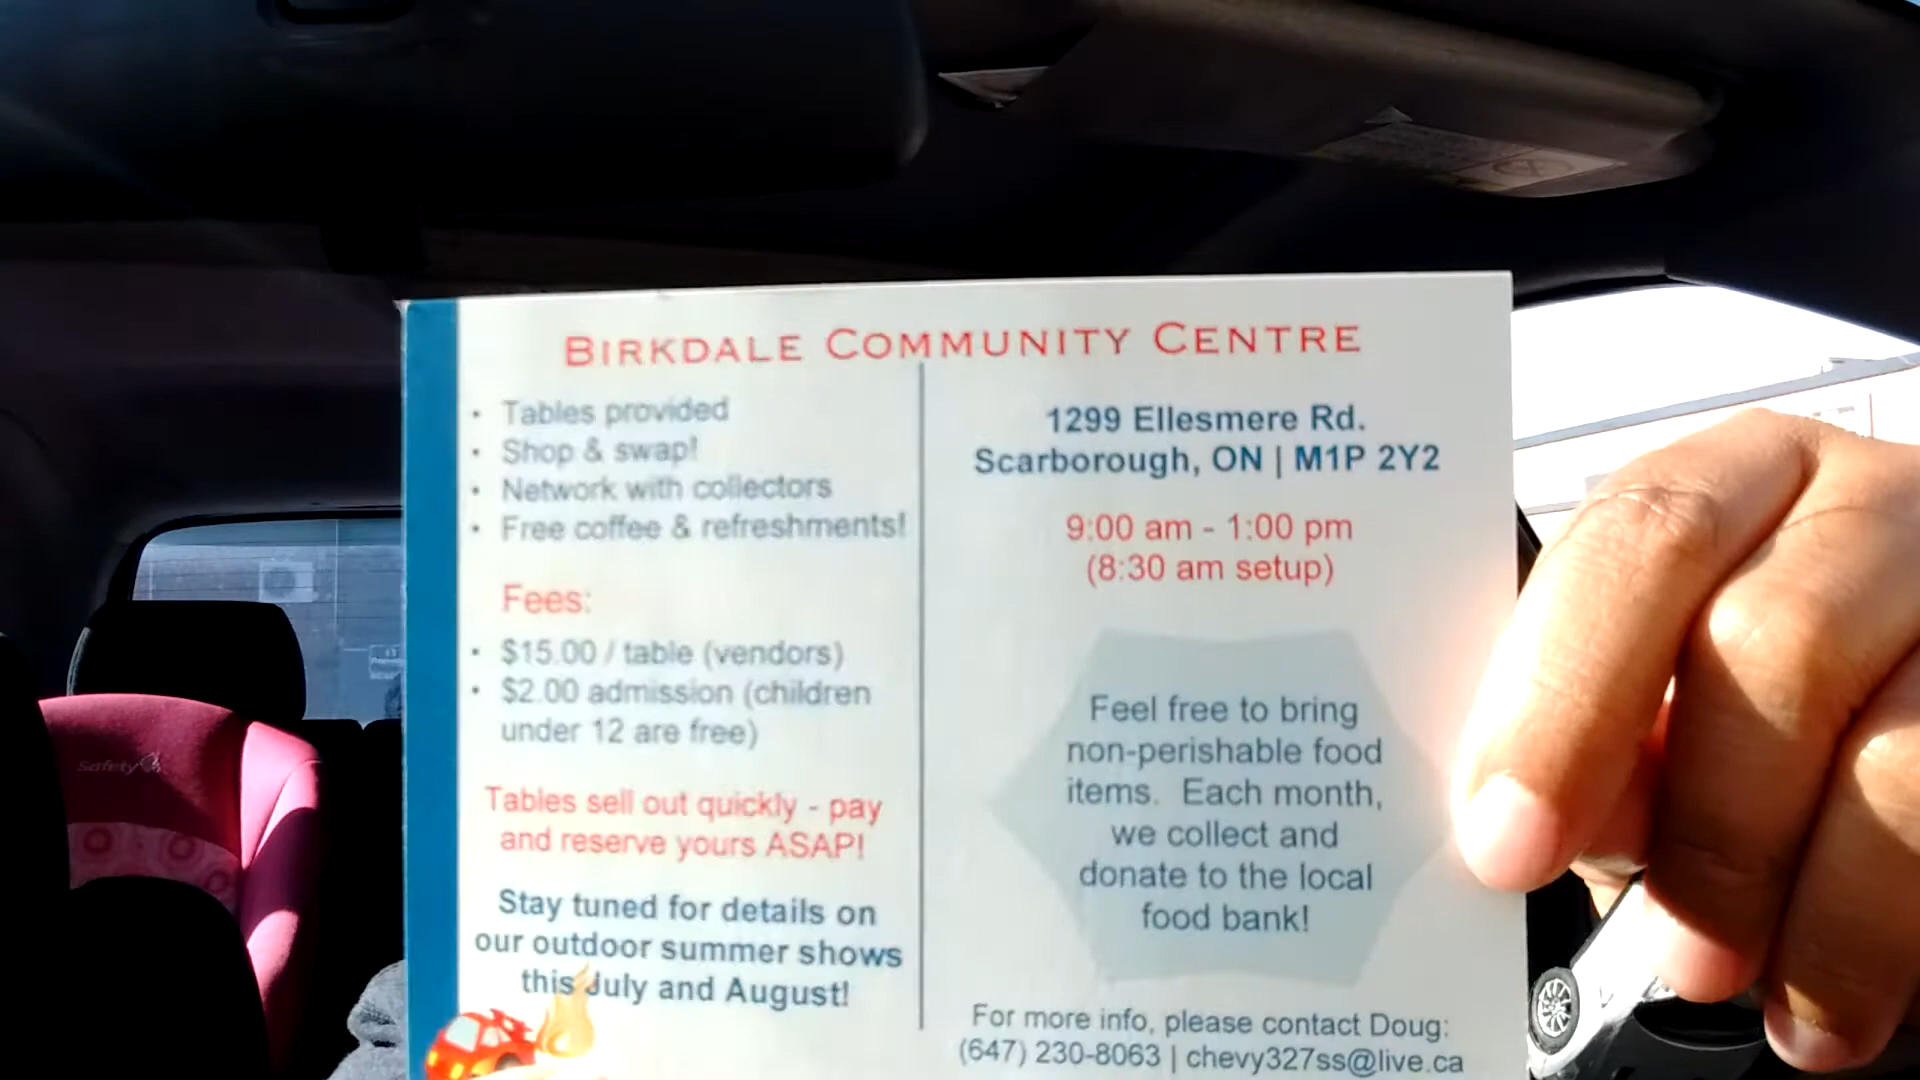 BIRKDALE COMMUNITY CENTRE
• Tables provided
• Shop & swap!
• Network with collectors
• Free coffee & refreshments!
Fees:
• $15.00 / table (vendors)
• $2.00 admission (children
under 12 are free)
Tables sell out quickly - pay
and reserve yours ASAP!
Stay tuned for details on
our outdoor summer shows
this July and August!
1299 Ellesmere Rd.
Scarborough, ON | M1P 2Y2
9:00 am - 1:00 pm
(8:30 am setup)
Feel free to bring
non-perishable food
items.  Each month,
we collect and
donate to the local
food bank!
For more info, please contact Doug:
(647) 230-8063 | chevy327ss@live.ca
Safety